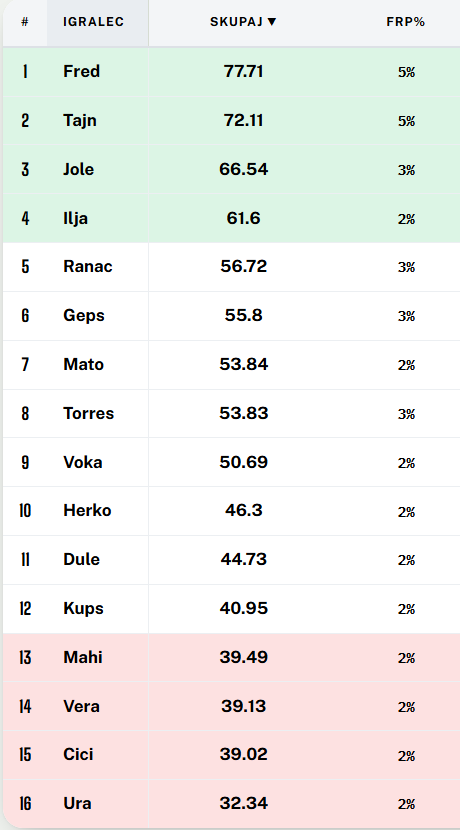 # IGRALEC SKUPAJ ▼ FRP%
1 Fred 77.71 5%
2 Tajn 72.11 5%
3 Jole 66.54 3%
4 Ilja 61.6 2%
5 Ranac 56.72 3%
6 Geps 55.8 3%
7 Mato 53.84 2%
8 Torres 53.83 3%
9 Voka 50.69 2%
10 Herko 46.3 2%
11 Dule 44.73 2%
12 Kups 40.95 2%
13 Mahi 39.49 2%
14 Vera 39.13 2%
15 Cici 39.02 2%
16 Ura 32.34 2%